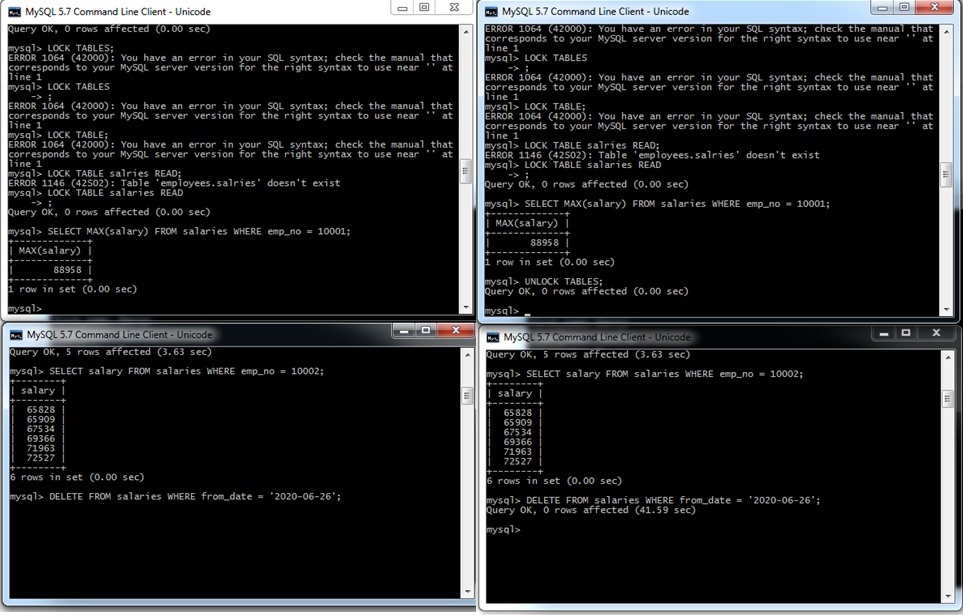 MySQL 5.7 Command Line Client - Unicode
Query OK, 0 rows affected (0.00 sec)
mysql> LOCK TABLES;
ERROR 1064 (42000): You have an error in your SQL syntax; check the manual that
corresponds to your MySQL server version for the right syntax to use near '' at
line 1
mysql> LOCK TABLES
    -> ;
ERROR 1064 (42000): You have an error in your SQL syntax; check the manual that
corresponds to your MySQL server version for the right syntax to use near '' at
line 1
mysql> LOCK TABLE;
ERROR 1064 (42000): You have an error in your SQL syntax; check the manual that
corresponds to your MySQL server version for the right syntax to use near '' at
line 1
mysql> LOCK TABLE salries READ;
ERROR 1146 (42S02): Table 'employees.salries' doesn't exist
mysql> LOCK TABLE salaries READ
    -> ;
Query OK, 0 rows affected (0.00 sec)
mysql> SELECT MAX(salary) FROM salaries WHERE emp_no = 10001;
+-------------+
| MAX(salary) |
+-------------+
|       88958 |
+-------------+
1 row in set (0.00 sec)
mysql>
MySQL 5.7 Command Line Client - Unicode
ERROR 1064 (42000): You have an error in your SQL syntax; check the manual that
corresponds to your MySQL server version for the right syntax to use near '' at
line 1
mysql> LOCK TABLES
    -> ;
ERROR 1064 (42000): You have an error in your SQL syntax; check the manual that
corresponds to your MySQL server version for the right syntax to use near '' at
line 1
mysql> LOCK TABLE;
ERROR 1064 (42000): You have an error in your SQL syntax; check the manual that
corresponds to your MySQL server version for the right syntax to use near '' at
line 1
mysql> LOCK TABLE salries READ;
ERROR 1146 (42S02): Table 'employees.salries' doesn't exist
mysql> LOCK TABLE salaries READ
    -> ;
Query OK, 0 rows affected (0.00 sec)
mysql> SELECT MAX(salary) FROM salaries WHERE emp_no = 10001;
+-------------+
| MAX(salary) |
+-------------+
|       88958 |
+-------------+
1 row in set (0.00 sec)
mysql> UNLOCK TABLES;
Query OK, 0 rows affected (0.00 sec)
mysql> _
MySQL 5.7 Command Line Client - Unicode
Query OK, 5 rows affected (3.63 sec)
mysql> SELECT salary FROM salaries WHERE emp_no = 10002;
+--------+
| salary |
+--------+
|  65828 |
|  65909 |
|  67534 |
|  69366 |
|  71963 |
|  72527 |
+--------+
6 rows in set (0.00 sec)
mysql> DELETE FROM salaries WHERE from_date = '2020-06-26';
MySQL 5.7 Command Line Client - Unicode
Query OK, 5 rows affected (3.63 sec)
mysql> SELECT salary FROM salaries WHERE emp_no = 10002;
+--------+
| salary |
+--------+
|  65828 |
|  65909 |
|  67534 |
|  69366 |
|  71963 |
|  72527 |
+--------+
6 rows in set (0.00 sec)
mysql> DELETE FROM salaries WHERE from_date = '2020-06-26';
Query OK, 0 rows affected (41.59 sec)
mysql>